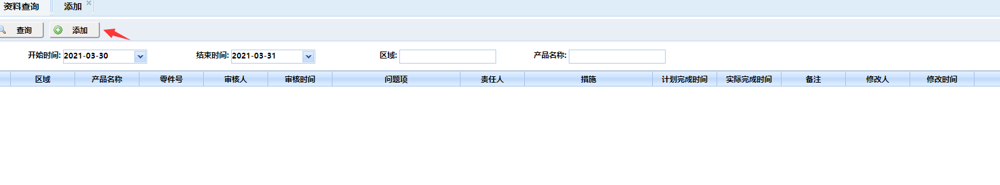 资料查询 添加
查询 添加
开始时间: 2021-03-30 结束时间: 2021-03-31 区域: 产品名称:
区域 产品名称 零件号 审核人 审核时间 问题项 责任人 措施 计划完成时间 实际完成时间 备注 修改人 修改时间